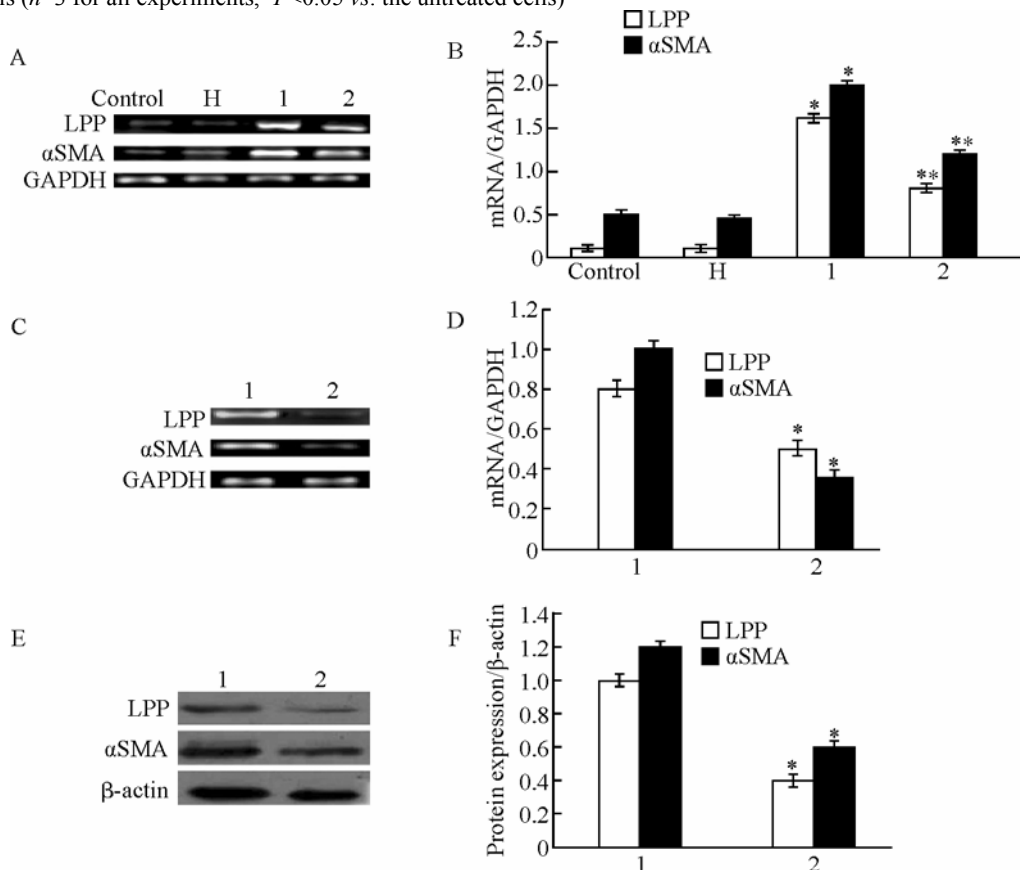 s (n=3 for all experiments, *P<0.05 vs. the untreated cells)
A
Control H 1 2
LPP
αSMA
GAPDH
B
LPP
αSMA
mRNA/GAPDH
2.5
2.0
1.5
1.0
0.5
0
* *
** **
Control H 1 2
C
1 2
LPP
αSMA
GAPDH
D
LPP
αSMA
mRNA/GAPDH
1.2
1.0
0.8
0.6
0.4
0.2
0
* *
1 2
E
1 2
LPP
αSMA
β-actin
F
LPP
αSMA
Protein expression/β-actin
1.4
1.2
1.0
0.8
0.6
0.4
0.2
0
* *
1 2